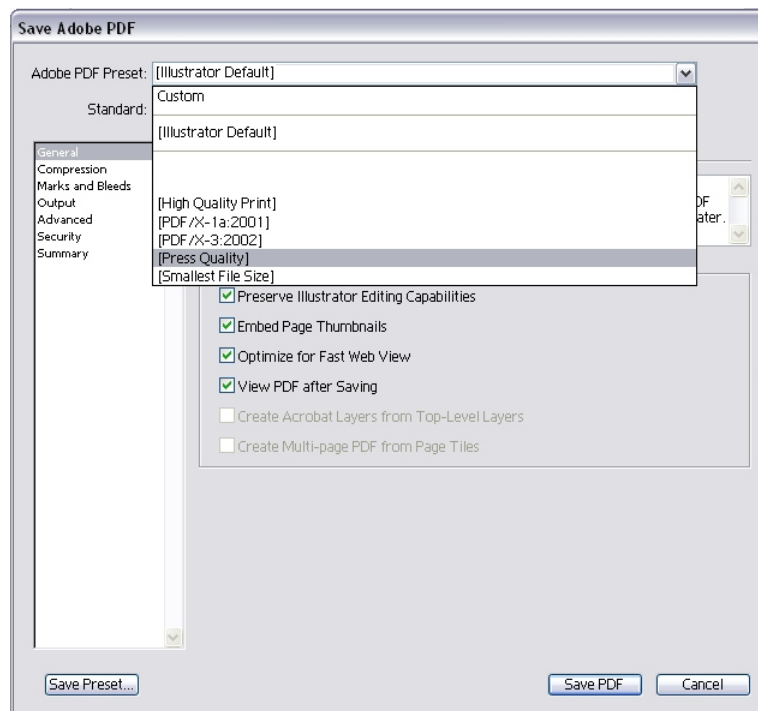 Save Adobe PDF
Adobe PDF Preset: [Illustrator Default]
Standard:
Custom
[Illustrator Default]
[High Quality Print]
[PDF/X-1a:2001]
[PDF/X-3:2002]
[Press Quality]
[Smallest File Size]
General
Compression
Marks and Bleeds
Output
Advanced
Security
Summary
Preserve Illustrator Editing Capabilities
Embed Page Thumbnails
Optimize for Fast Web View
View PDF after Saving
Create Acrobat Layers from Top-Level Layers
Create Multi-page PDF from Page Tiles
Save Preset...
Save PDF
Cancel